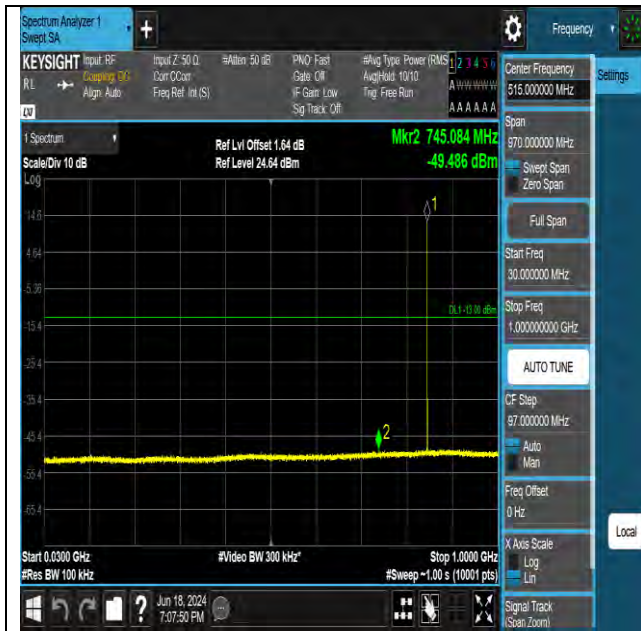 Spectrum Analyzer 1
Swept SA
+
Frequency
KEYSIGHT
RL
Input: RF
Coupling: DC
Align: Auto
Input Z: 50 Ω
Corr CCorr
Freq Ref: Int (S)
#Atten: 50 dB
PNO: Fast
Gate: Off
IF Gain: Low
Sig Track: Off
#Avg Type: Power (RMS)
Avg|Hold: 10/10
Trig: Free Run
1 2 3 4 5 6
A W W W W W
A A A A A A
1 Spectrum
Scale/Div 10 dB
Ref Lvl Offset 1.64 dB
Ref Level 24.64 dBm
Mkr2 745.084 MHz
-49.486 dBm
Log
14.6
4.64
-5.36
-15.4
-25.4
-35.4
-45.4
-55.4
-65.4
1
DL1 -13.00 dBm
2
Start 0.0300 GHz
#Res BW 100 kHz
#Video BW 300 kHz*
Stop 1.0000 GHz
#Sweep ~1.00 s (10001 pts)
Jun 18, 2024
7:07:50 PM
?
Center Frequency
515.000000 MHz
Settings
Span
970.000000 MHz
Swept Span
Zero Span
Full Span
Start Freq
30.000000 MHz
Stop Freq
1.000000000 GHz
AUTO TUNE
CF Step
97.000000 MHz
Auto
Man
Freq Offset
0 Hz
X Axis Scale
Log
Lin
Local
Signal Track
(Span Zoom)